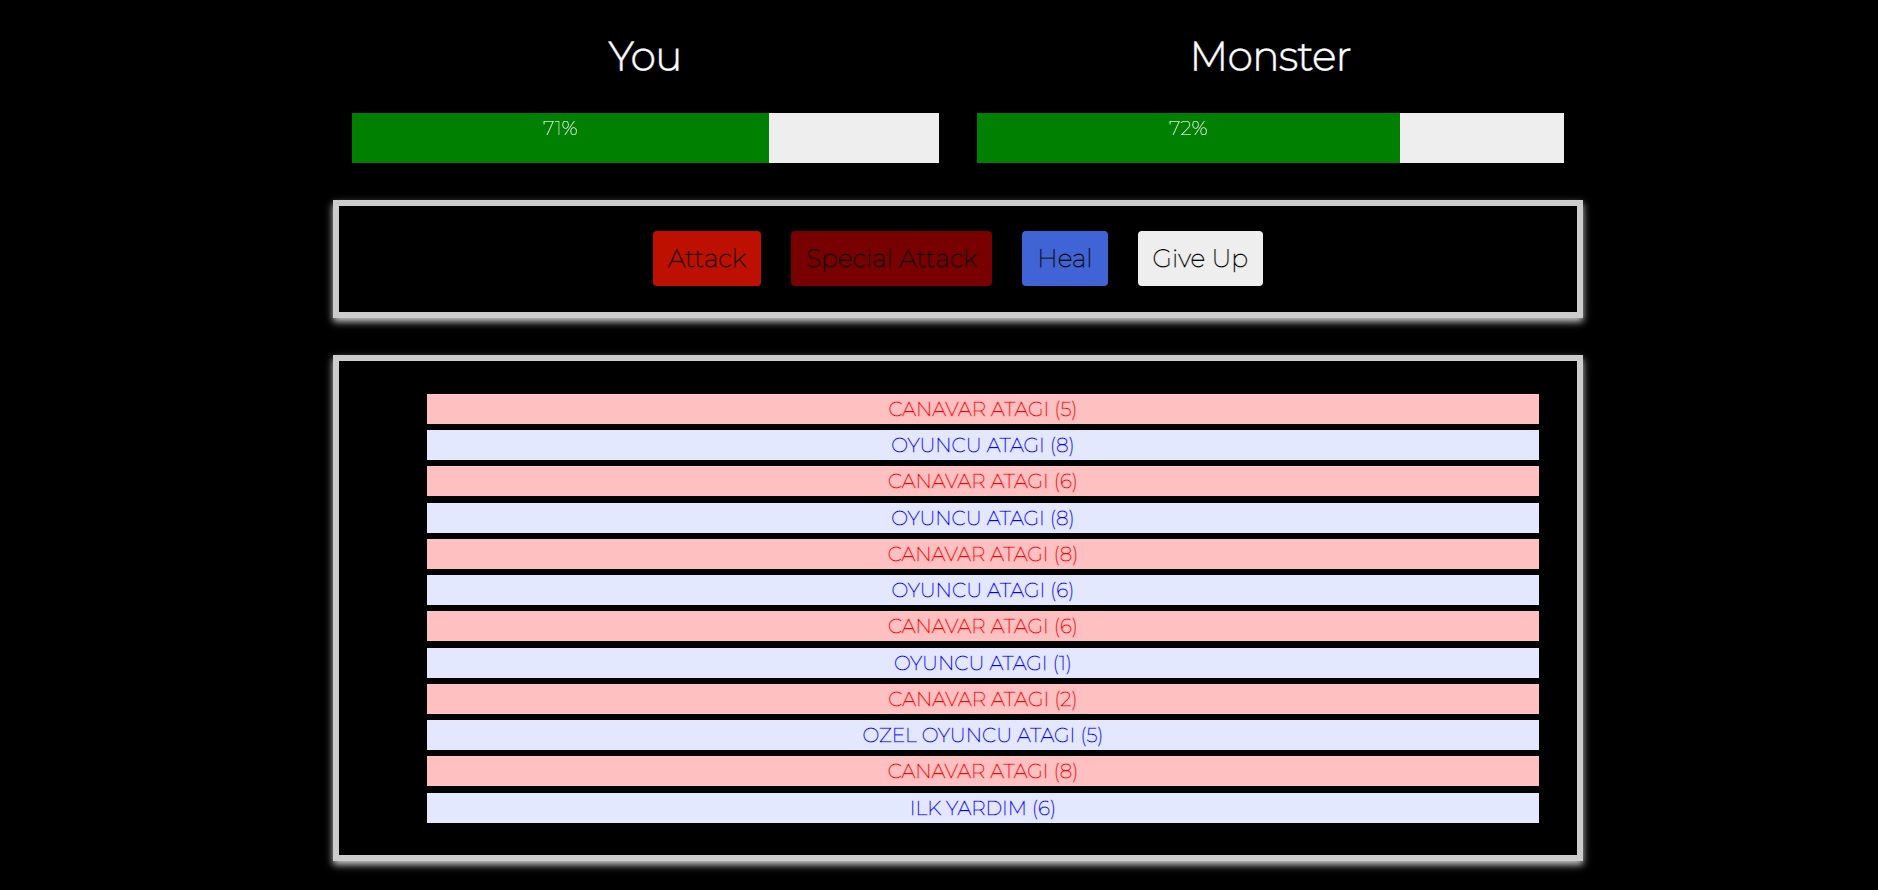 You
Monster
71%
72%
Attack
Special Attack
Heal
Give Up
CANAVAR ATAGI (5)
OYUNCU ATAGI (8)
CANAVAR ATAGI (6)
OYUNCU ATAGI (8)
CANAVAR ATAGI (8)
OYUNCU ATAGI (6)
CANAVAR ATAGI (6)
OYUNCU ATAGI (1)
CANAVAR ATAGI (2)
OZEL OYUNCU ATAGI (5)
CANAVAR ATAGI (8)
ILK YARDIM (6)